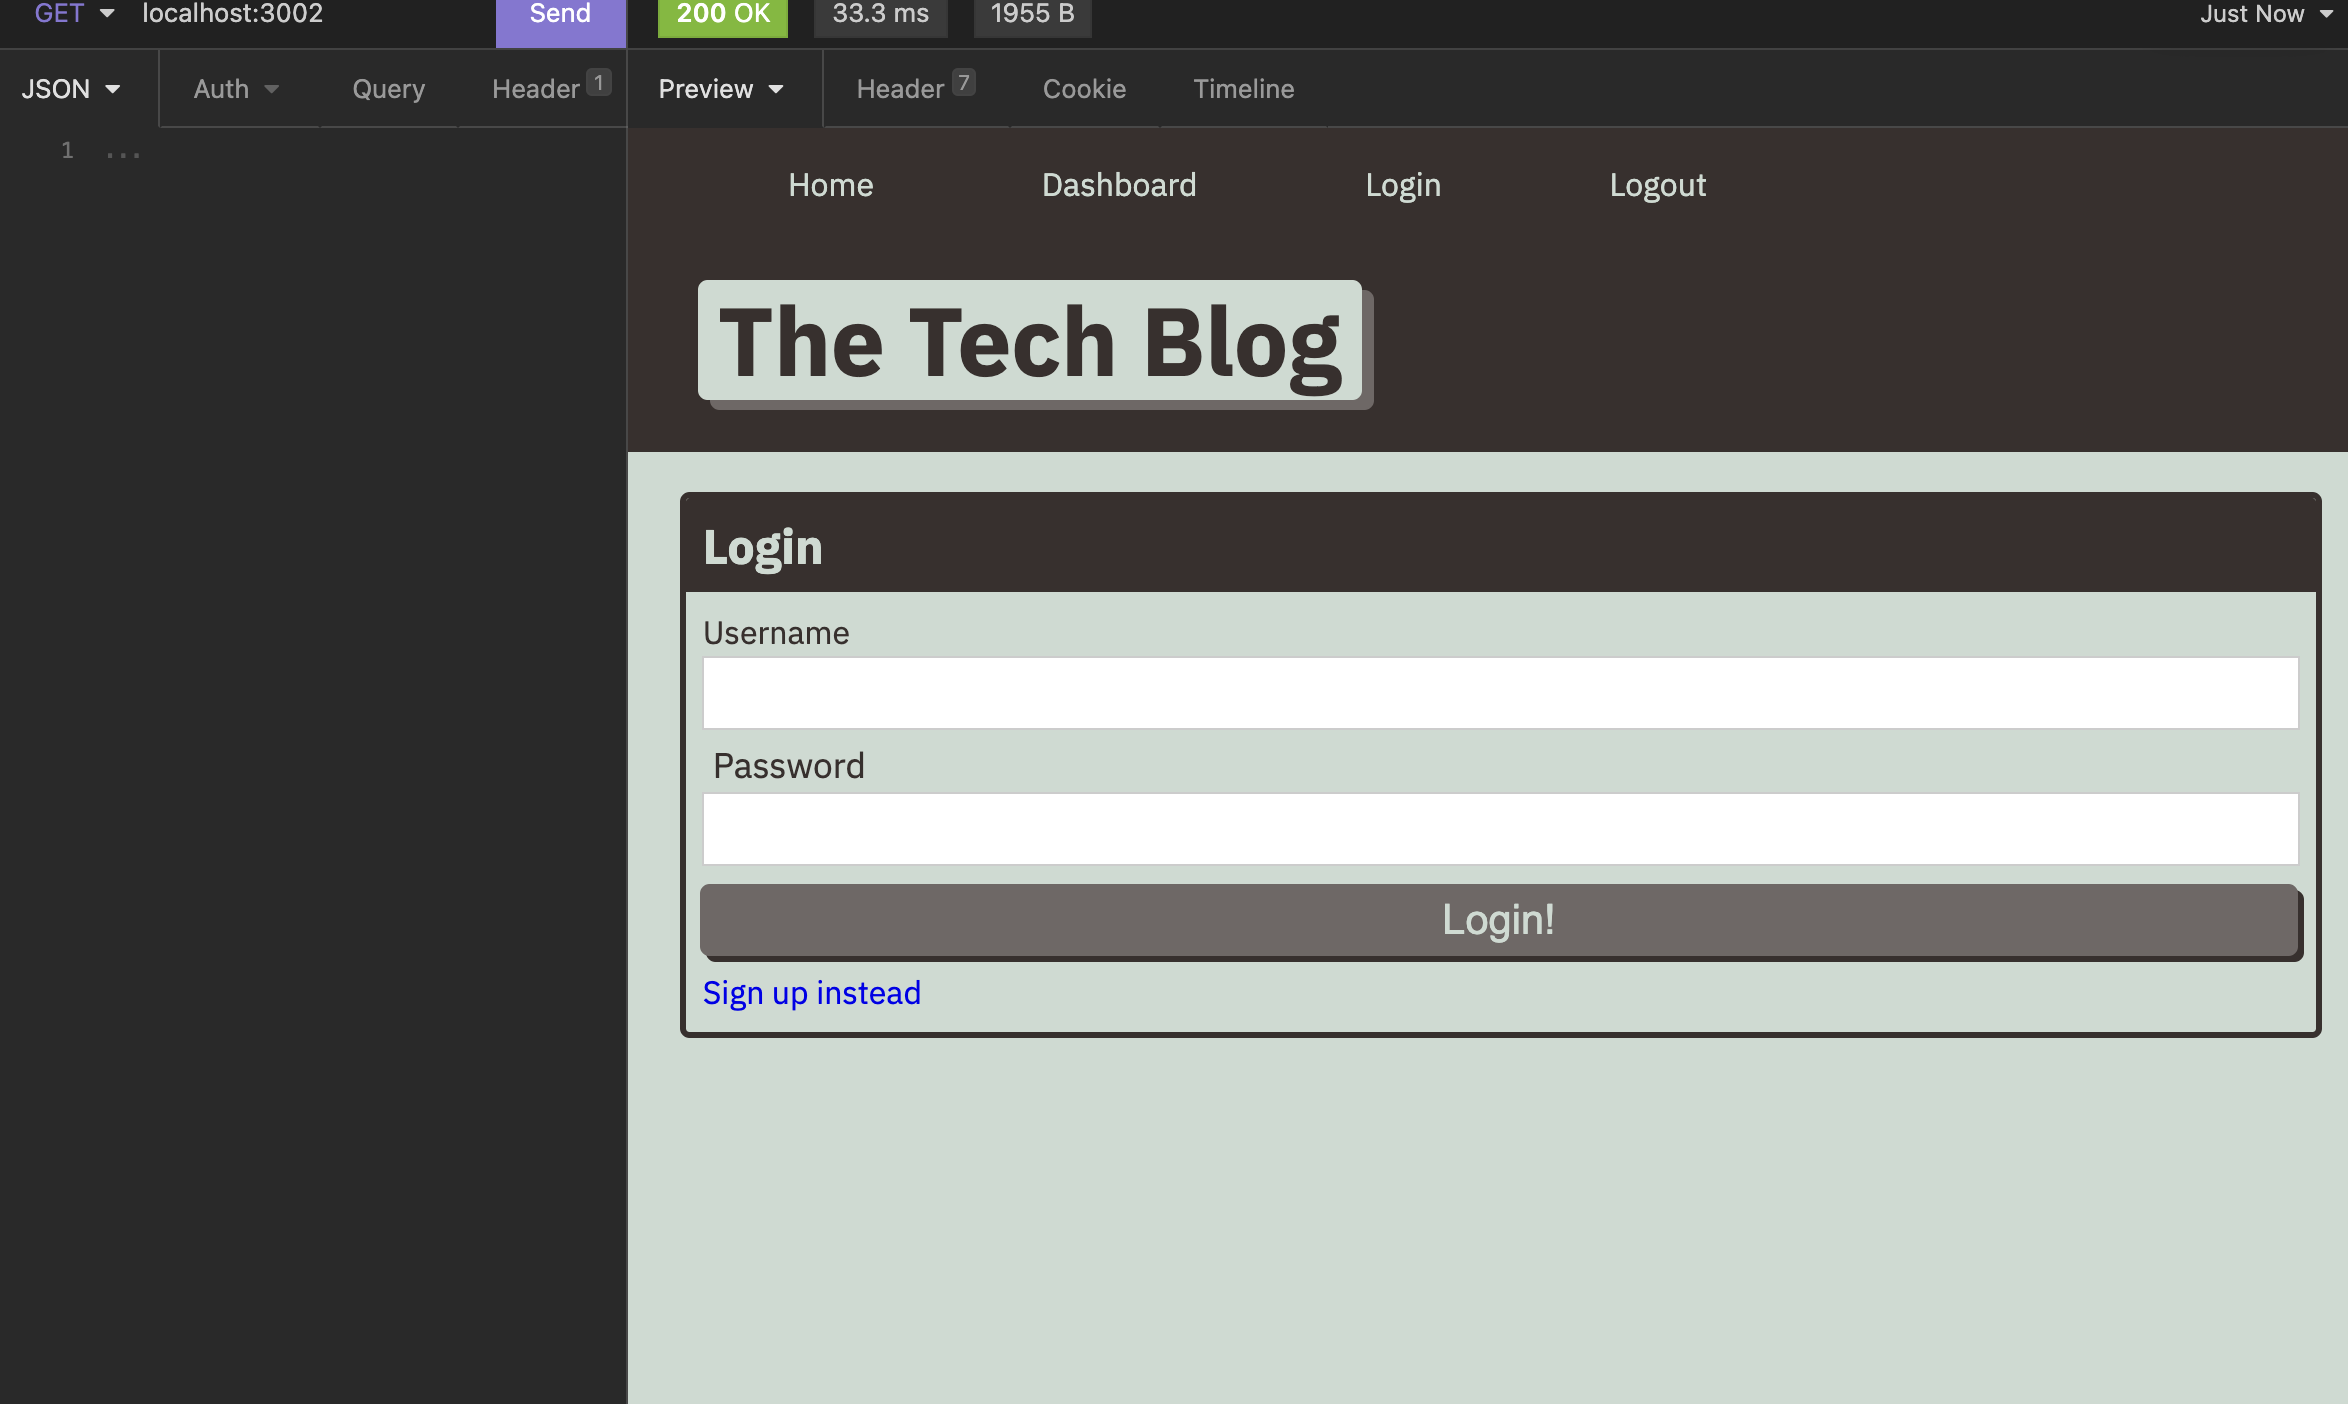 GET localhost:3002 Send 200 OK 33.3 ms 1955 B Just Now
JSON Auth Query Header 1 Preview Header 7 Cookie Timeline
1 ...
Home Dashboard Login Logout
The Tech Blog
Login
Username
Password
Login!
Sign up instead